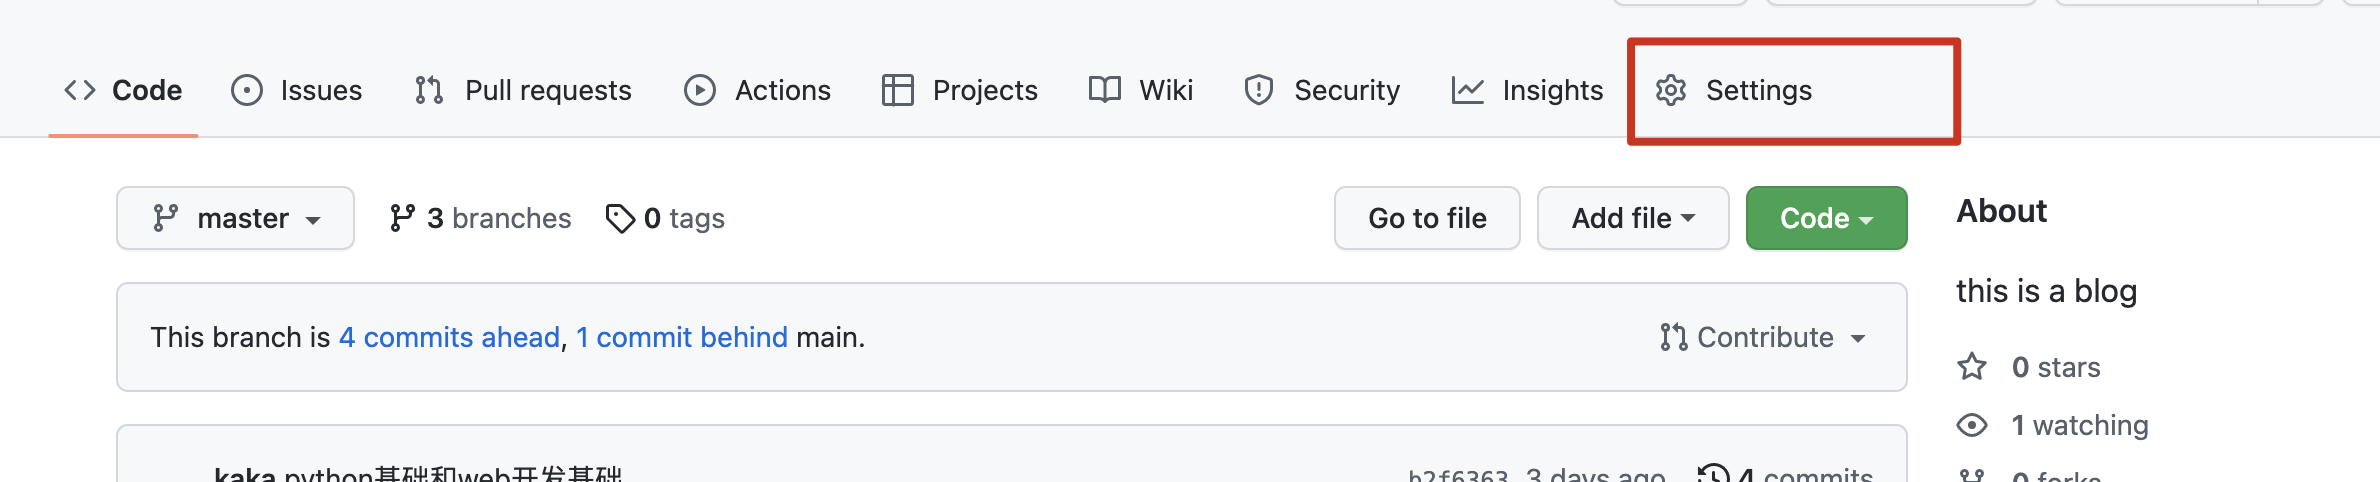 Code Issues Pull requests Actions Projects Wiki Security Insights Settings
master 3 branches 0 tags Go to file Add file Code
About
this is a blog
This branch is 4 commits ahead, 1 commit behind main. Contribute
0 stars
1 watching
kaka python基础和web开发基础 b2f6363 3 days ago 4 commits
0 forks